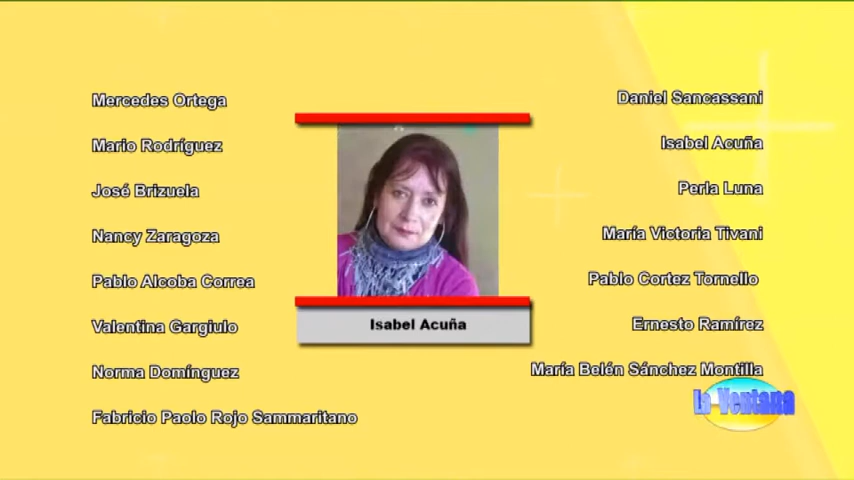 Mercedes Ortega
Mario Rodríguez
José Brizuela
Nancy Zaragoza
Pablo Alcoba Correa
Valentina Gargiulo
Norma Domínguez
Fabricio Paolo Rojo Sammaritano
Isabel Acuña
Daniel Sancassani
Isabel Acuña
Perla Luna
María Victoria Tivani
Pablo Cortez Tornello
Ernesto Ramírez
María Belén Sánchez Montilla
La Ventana